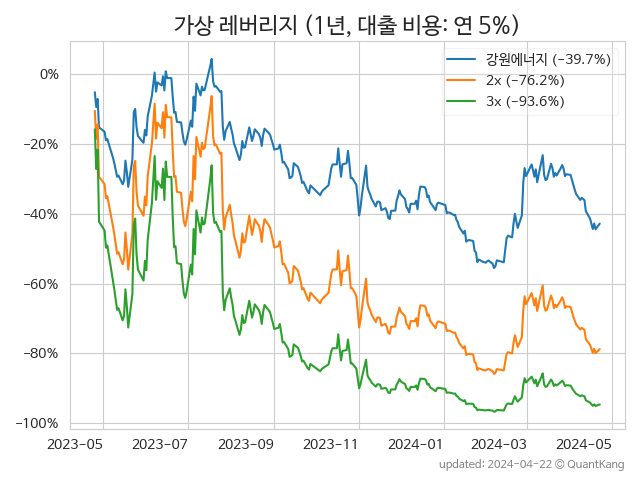 가상 레버리지 (1년, 대출 비용: 연 5%)
강원에너지 (−39.7%)
2x (−76.2%)
3x (−93.6%)
0%
−20%
−40%
−60%
−80%
−100%
2023-05 2023-07 2023-09 2023-11 2024-01 2024-03 2024-05
updated: 2024-04-22 © QuantKang